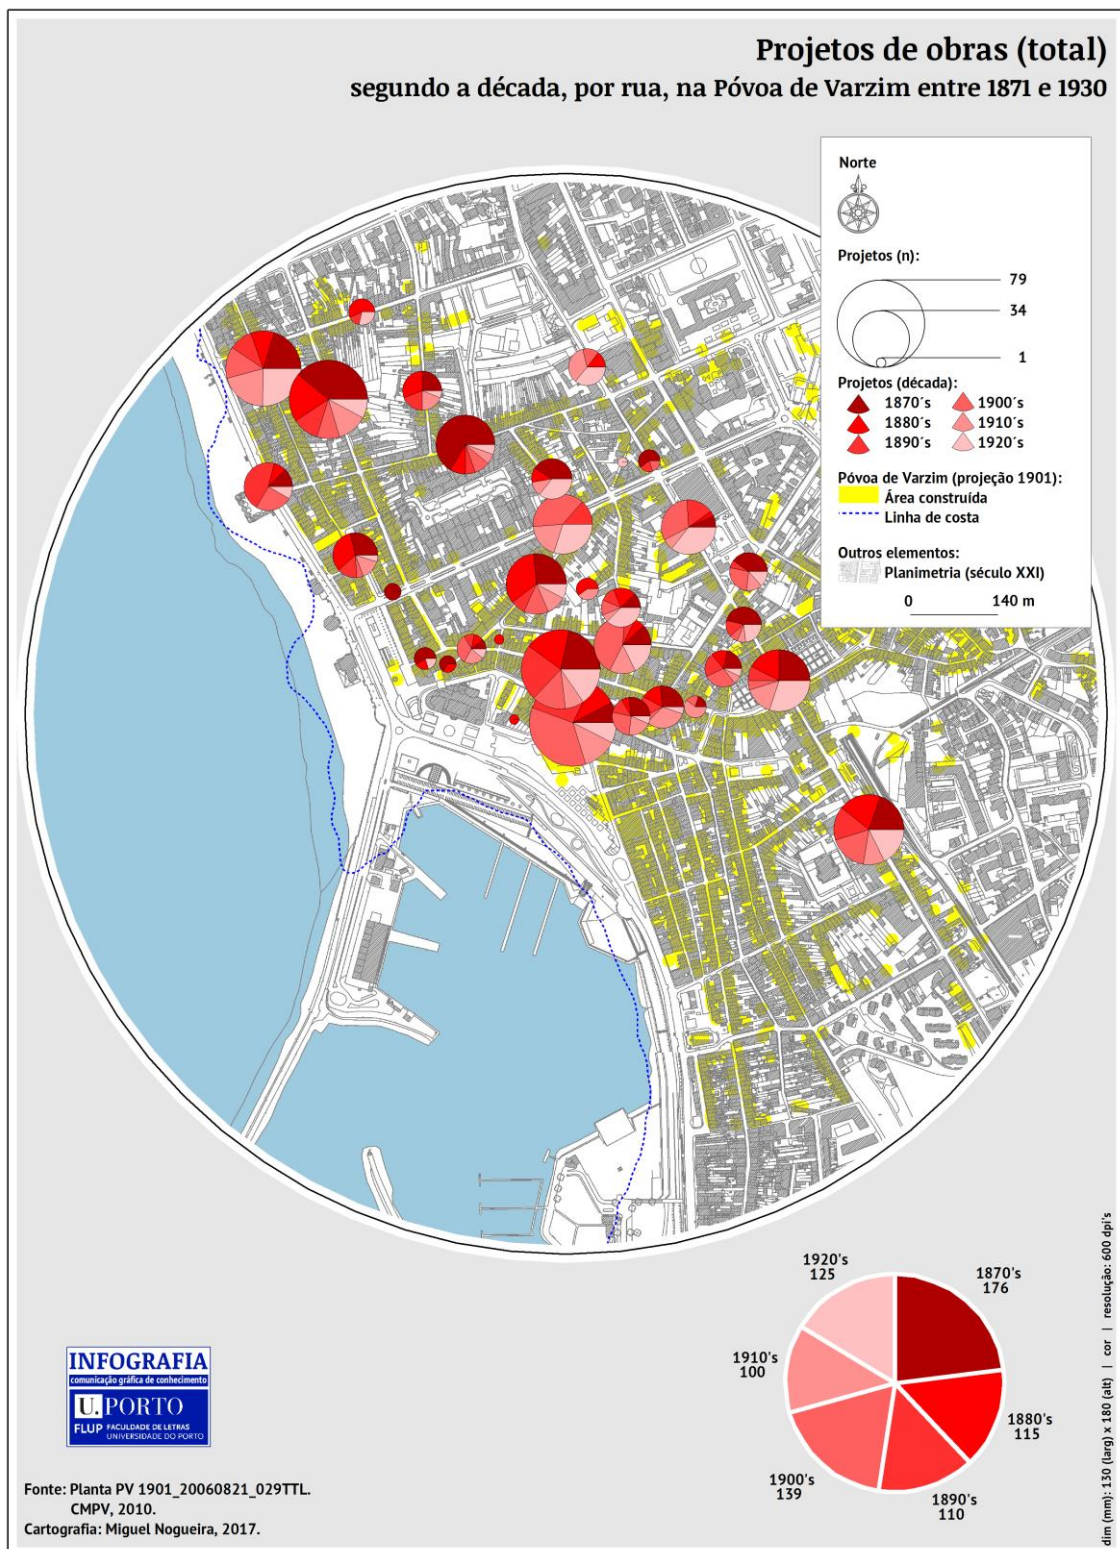 Projetos de obras (total)
segundo a década, por rua, na Póvoa de Varzim entre 1871 e 1930
Norte
Projetos (n):
79
34
1
Projetos (década):
1870´s
1880´s
1890´s
1900´s
1910´s
1920´s
Póvoa de Varzim (projeção 1901):
Área construída
Linha de costa
Outros elementos:
Planimetria (século XXI)
0 140 m
1920's
125
1870's
176
1910's
100
1880's
115
1900's
139
1890's
110
INFOGRAFIA
comunicação gráfica de conhecimento
U. PORTO
FLUP FACULDADE DE LETRAS
UNIVERSIDADE DO PORTO
Fonte: Planta PV 1901_20060821_029TTL.
CMPV, 2010.
Cartografia: Miguel Nogueira, 2017.
dim (mm): 130 (larg) x 180 (alt) | cor | resolução: 600 dpi's